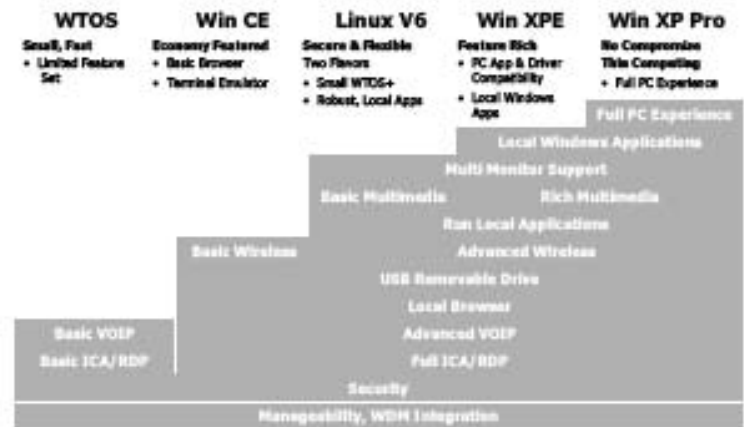 WTOS
Small, Fast
+ Limited Feature
Set
Win CE
Economy Featured
+ Basic Browser
+ Terminal Emulator
Linux V6
Secure & Flexible
Two Flavors
+ Small WTOS+
+ Robust, Local Apps
Win XPE
Feature Rich
+ PC App & Driver
Compatibility
+ Local Windows
Apps
Win XP Pro
No Compromise
Thin Computing
+ Full PC Experience
Full PC Experience
Local Windows Applications
Multi Monitor Support
Basic Multimedia
Rich Multimedia
Run Local Applications
Basic Wireless
Advanced Wireless
USB Removable Drive
Local Browser
Basic VOIP
Advanced VOIP
Basic ICA/RDP
Full ICA/RDP
Security
Manageability, WDM Integration